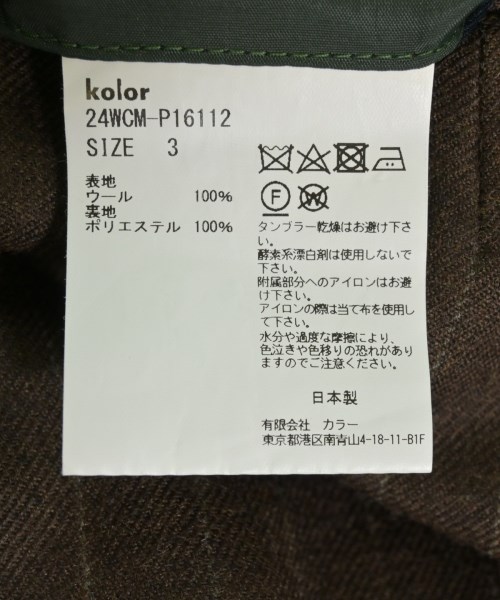 kolor
24WCM-P16112
SIZE 3
表地
ウール 100%
裏地
ポリエステル 100%
F W
タンブラー乾燥はお避け下さ
い。
酵素系漂白剤は使用しないで
下さい。
附属部分へのアイロンはお避
け下さい。
アイロンの際は当て布を使用し
て下さい。
水分や過度な摩擦により、
色泣きや色移りの恐れがあり
ますのでご注意ください。
日本製
有限会社 カラー
東京都港区南青山4-18-11-B1F